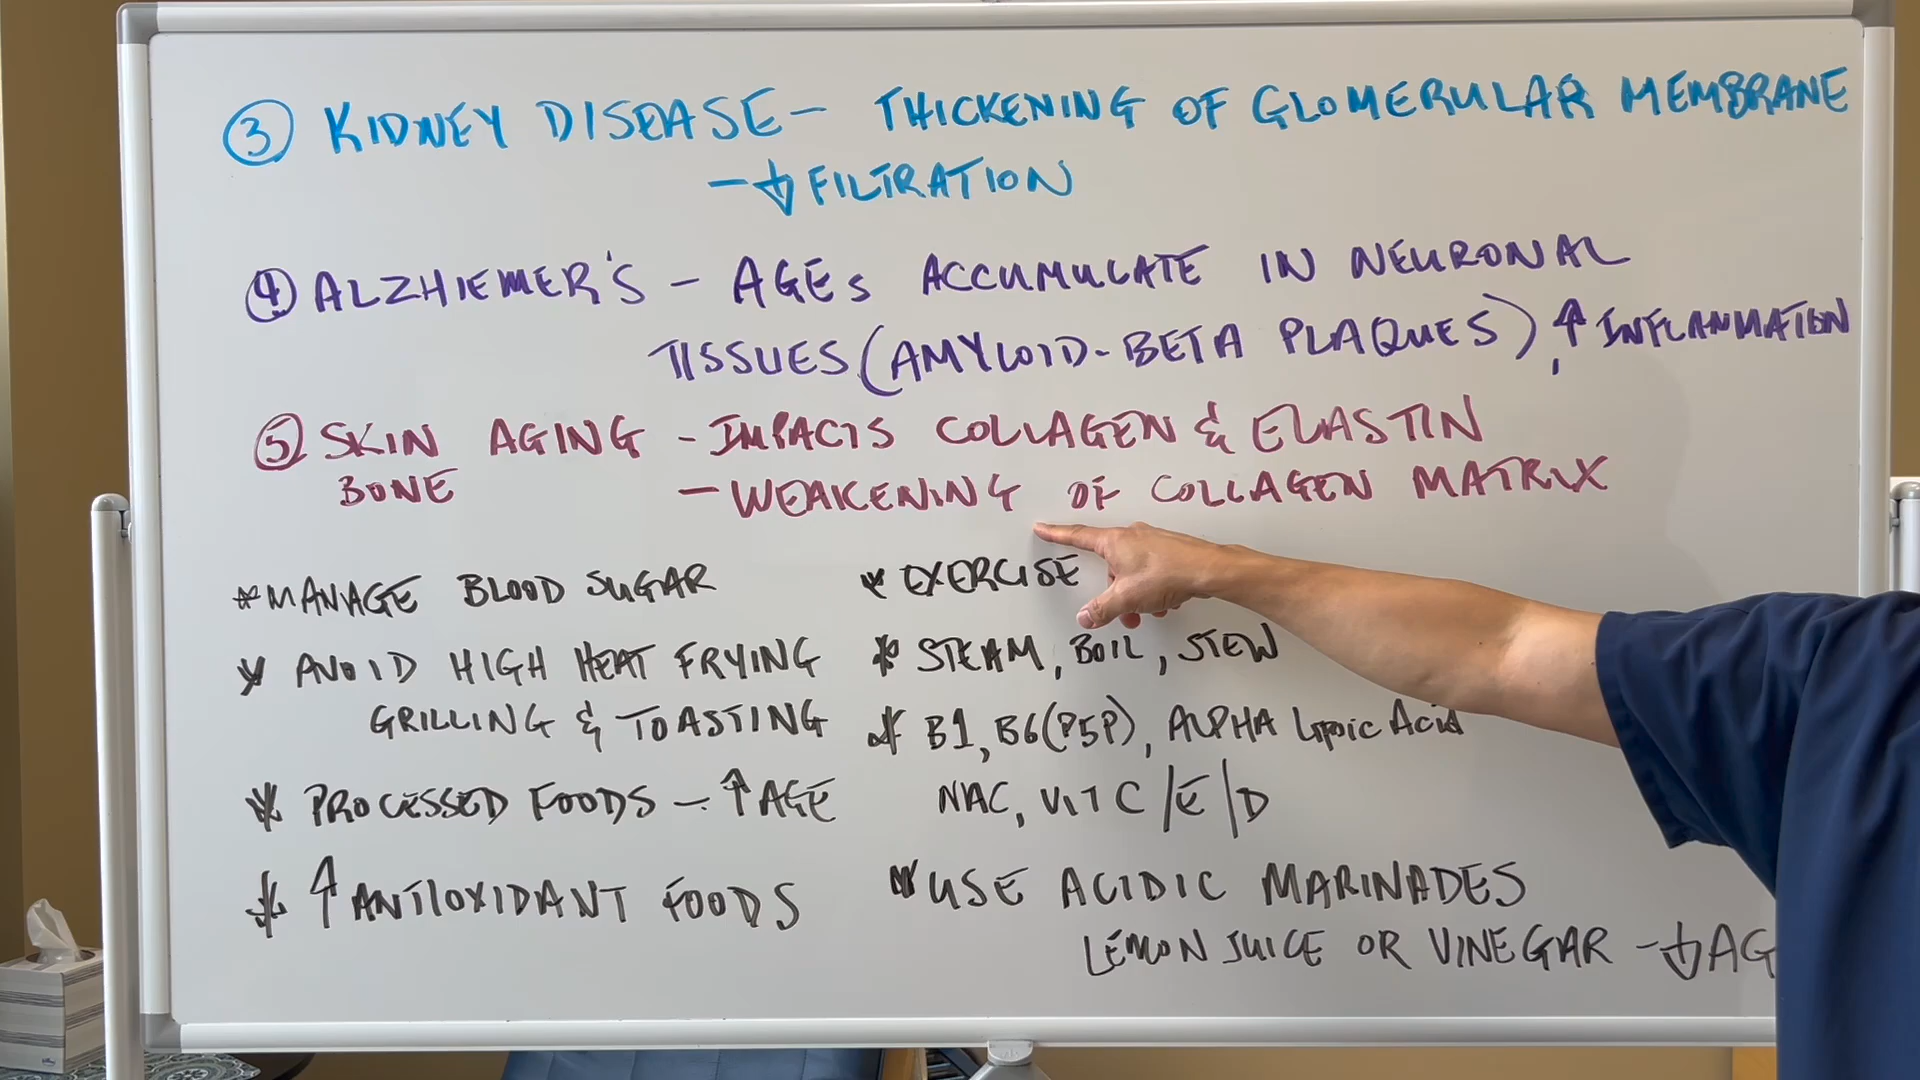 ③ KIDNEY DISEASE - THICKENING OF GLOMERULAR MEMBRANE
- ↓ FILTRATION
④ ALZHIEMER'S - AGEs ACCUMULATE IN NEURONAL
TISSUES (AMYLOID-BETA PLAQUES) ↑ INFLAMMATION
⑤ SKIN AGING - IMPACTS COLLAGEN & ELASTIN
BONE - WEAKENING OF COLLAGEN MATRIX
* MANAGE BLOOD SUGAR
* AVOID HIGH HEAT FRYING
GRILLING & TOASTING
* PROCESSED FOODS - ↑ AGE
* ↑ ANTIOXIDANT FOODS
* EXERCISE
* STEAM, BOIL, STEW
* B1, B6 (P5P), ALPHA Lipoic Acid
NAC, VIT C/E/D
* USE ACIDIC MARINADES
LEMON JUICE OR VINEGAR - ↓ AG